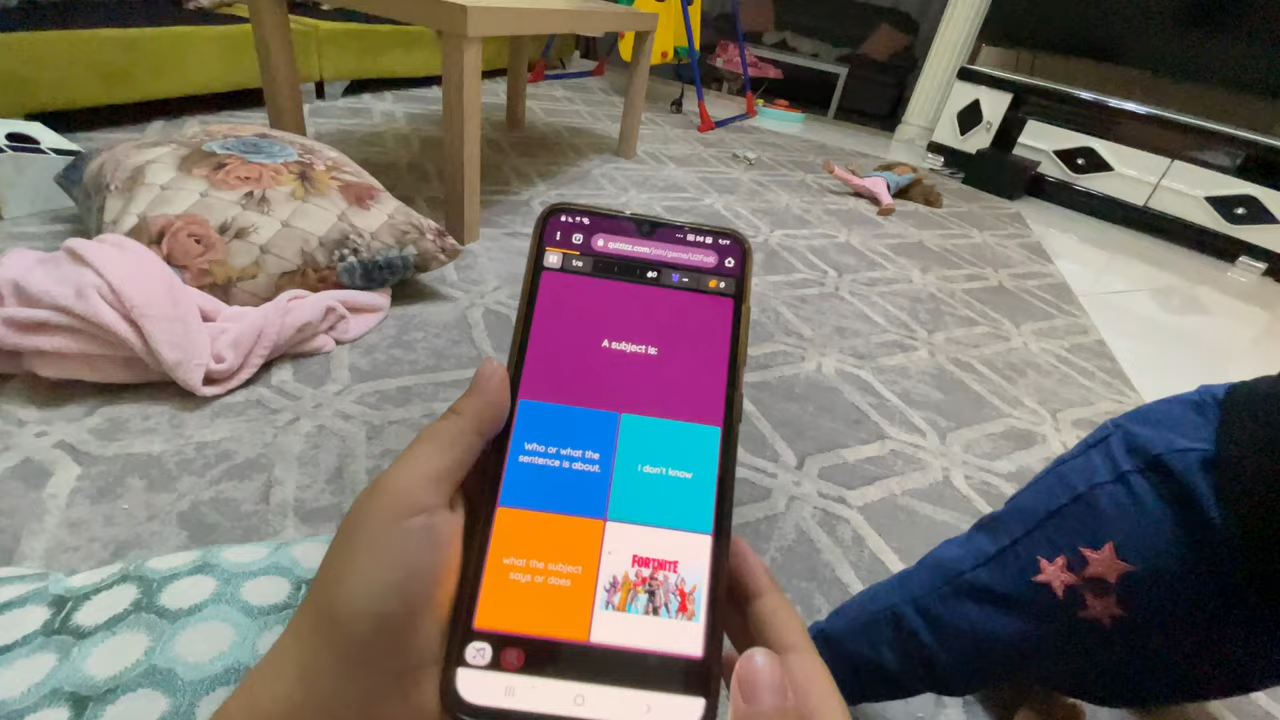 quizizz.com/join/game/U2FsdG
A subject is:
Who or what the
sentence is about.
I don't know
what the subject
says or does
FORTNITE